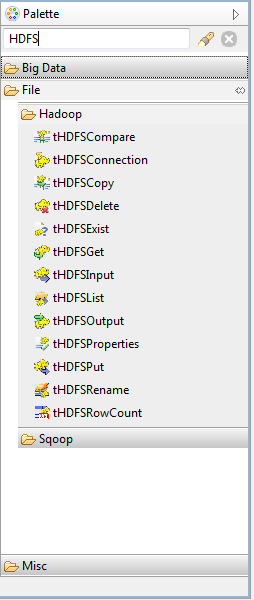 Palette
HDFS
Big Data
File
Hadoop
tHDFSCompare
tHDFSConnection
tHDFSCopy
tHDFSDelete
tHDFSExist
tHDFSGet
tHDFSInput
tHDFSList
tHDFSOutput
tHDFSProperties
tHDFSPut
tHDFSRename
tHDFSRowCount
Sqoop
Misc